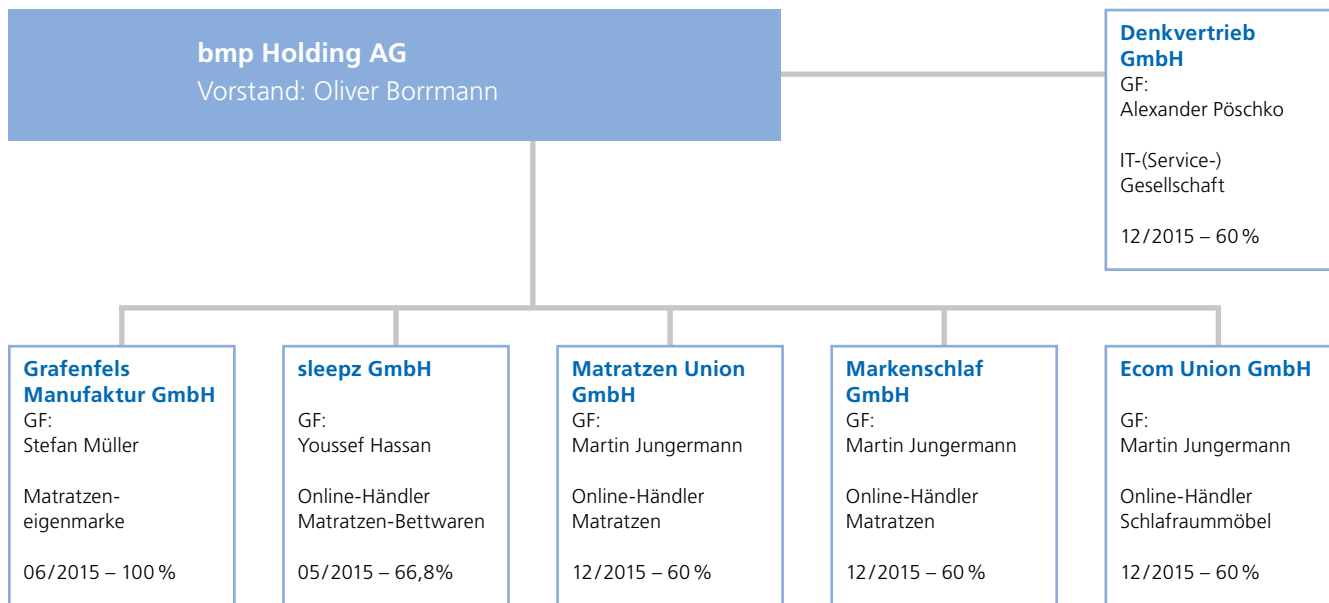 bmp Holding AG
Vorstand: Oliver Borrmann
Denkvertrieb
GmbH
GF:
Alexander Pöschko
IT-(Service-)
Gesellschaft
12/2015 – 60 %
Grafenfels
Manufaktur GmbH
GF:
Stefan Müller
Matratzen-
eigenmarke
06/2015 – 100 %
sleepz GmbH
GF:
Youssef Hassan
Online-Händler
Matratzen-Bettwaren
05/2015 – 66,8%
Matratzen Union
GmbH
GF:
Martin Jungermann
Online-Händler
Matratzen
12/2015 – 60 %
Markenschlaf
GmbH
GF:
Martin Jungermann
Online-Händler
Matratzen
12/2015 – 60 %
Ecom Union GmbH
GF:
Martin Jungermann
Online-Händler
Schlafraummöbel
12/2015 – 60 %